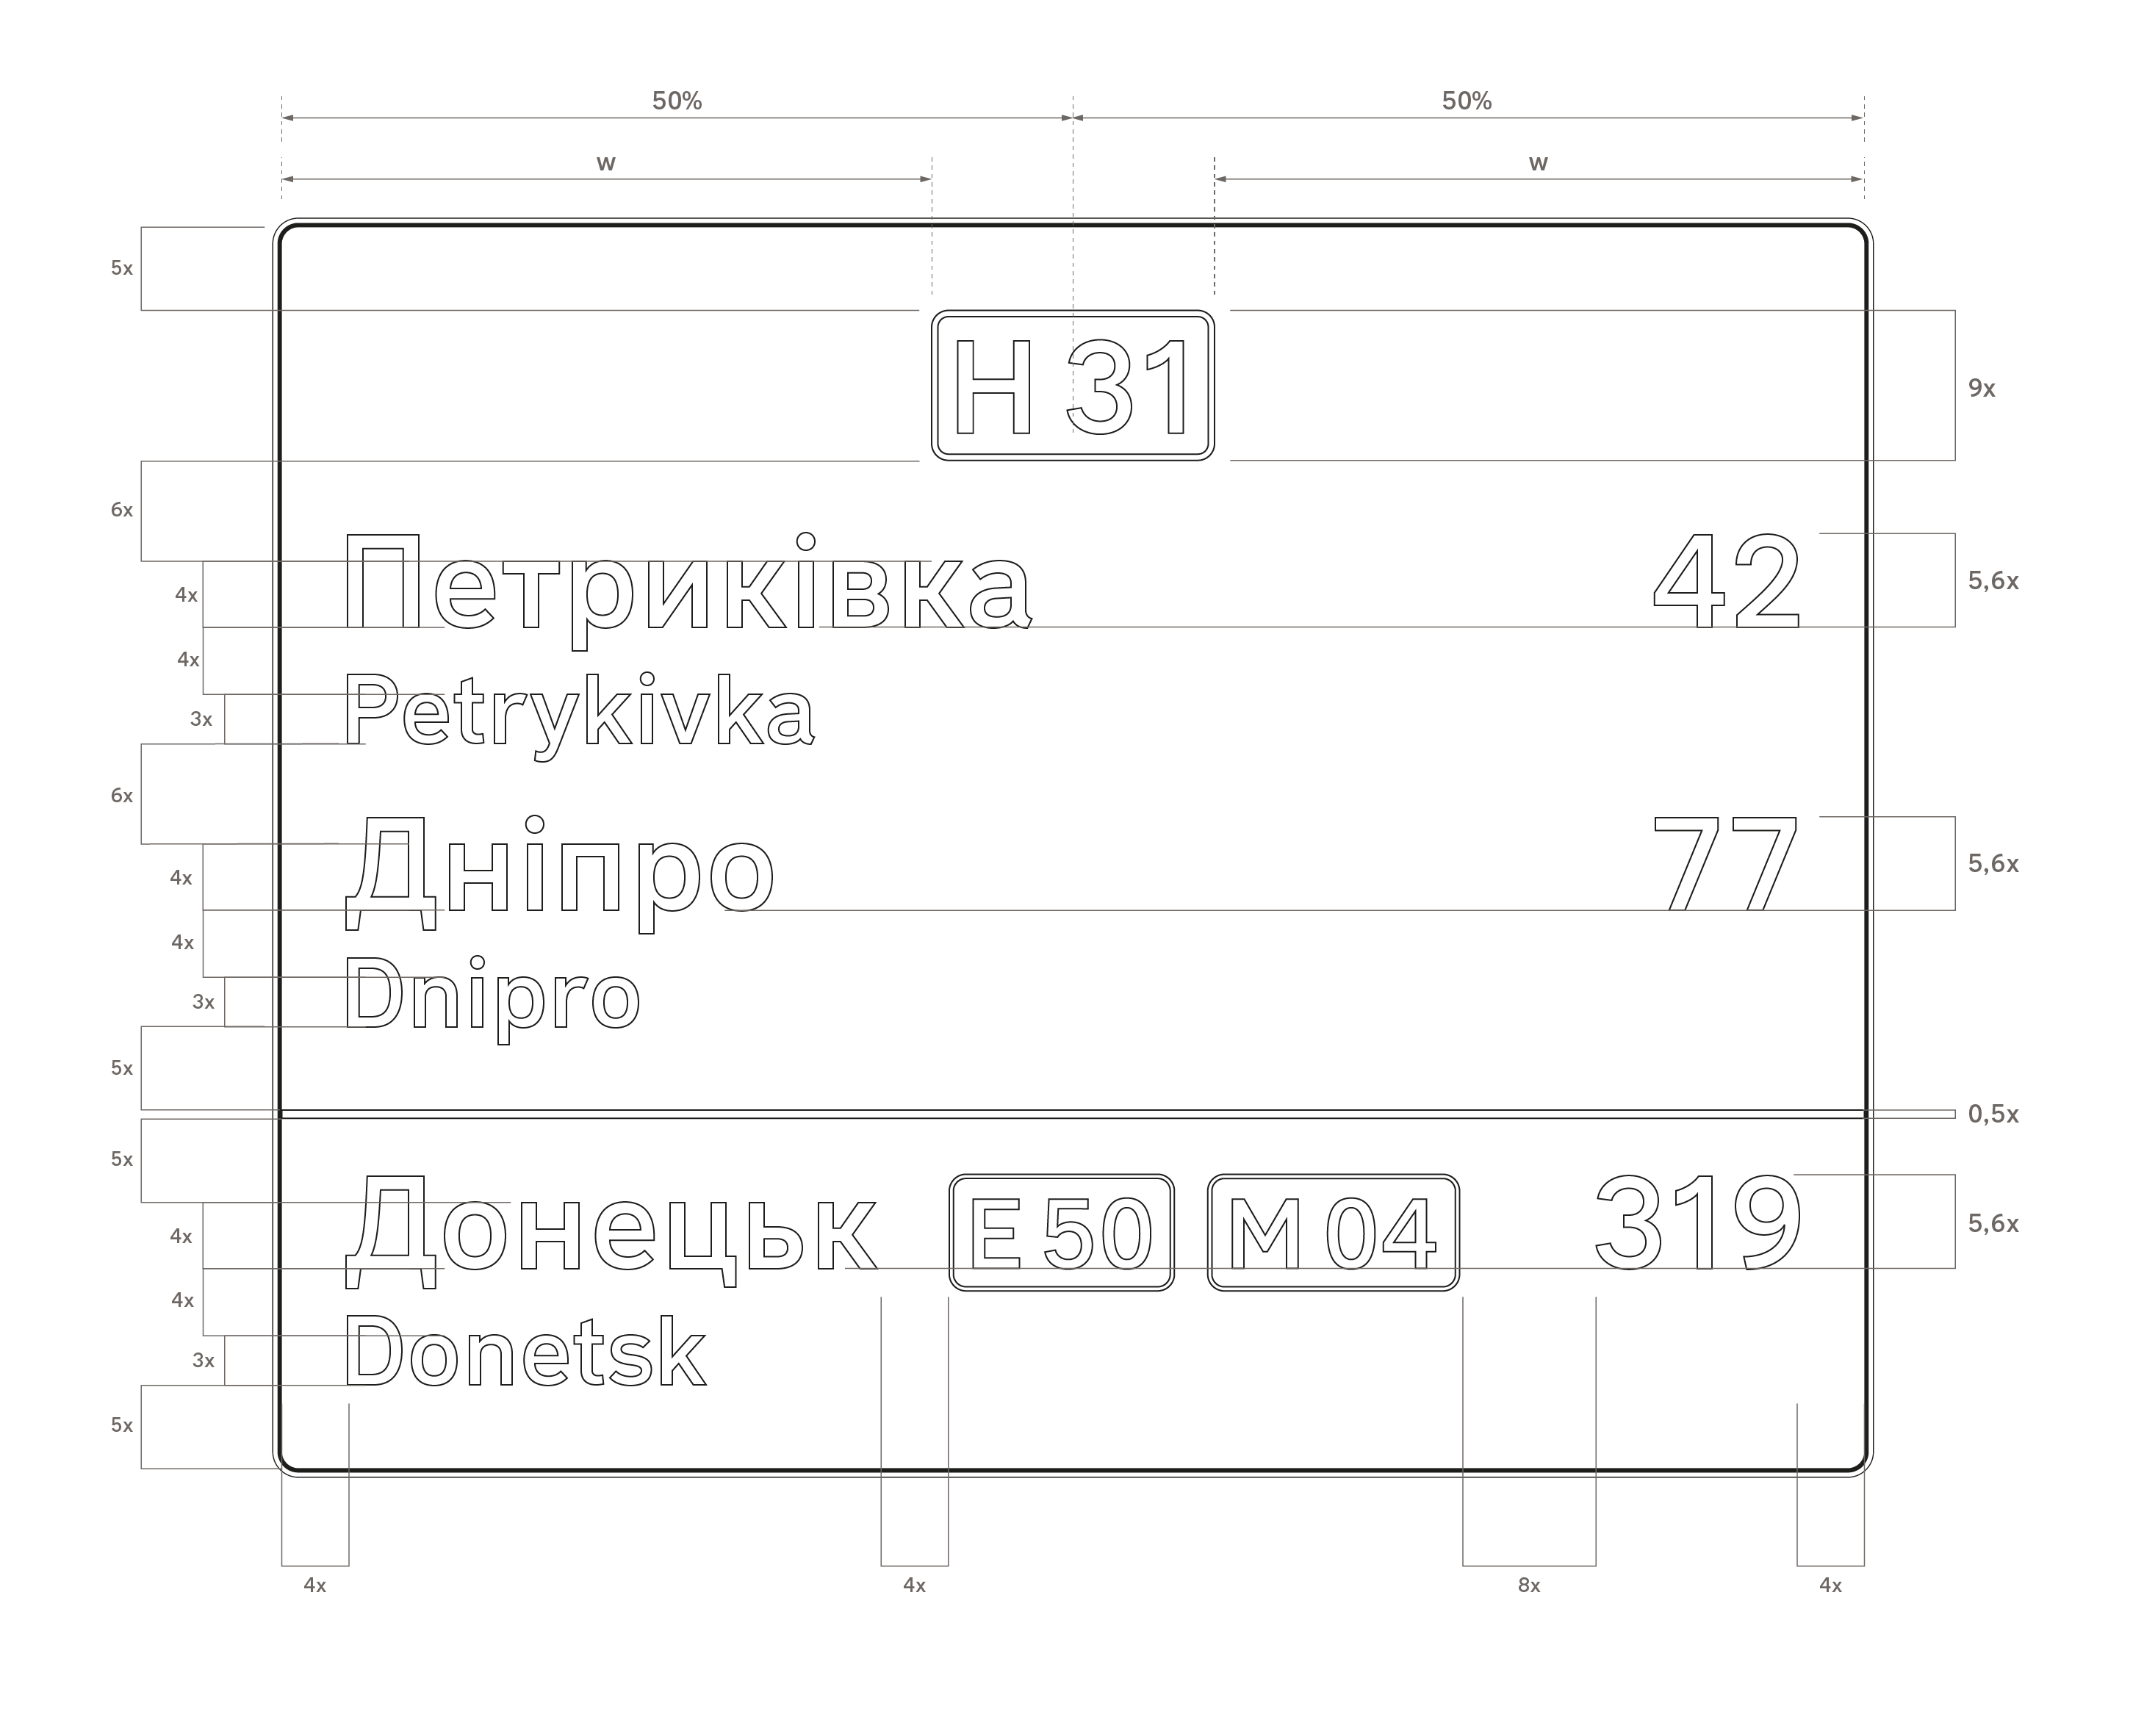 50% 50%
w w
5x
H 31
9x
6x
Петриківка 42
5,6x
4x
4x
Petrykivka
3x
6x
Дніпро 77
5,6x
4x
4x
Dnipro
3x
5x
0,5x
5x
Донецьк E 50 M 04 319
5,6x
4x
4x
Donetsk
3x
5x
4x 4x 8x 4x